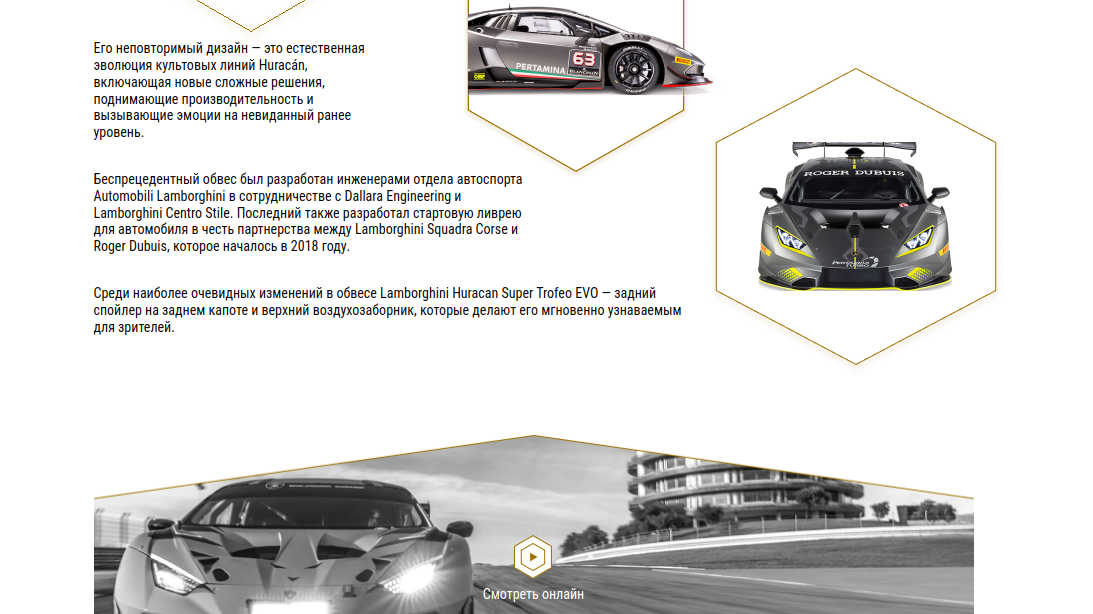 Его неповторимый дизайн — это естественная
эволюция культовых линий Huracán,
включающая новые сложные решения,
поднимающие производительность и
вызывающие эмоции на невиданный ранее
уровень.
63
PERTAMINA
Беспрецедентный обвес был разработан инженерами отдела автоспорта
Automobili Lamborghini в сотрудничестве с Dallara Engineering и
Lamborghini Centro Stile. Последний также разработал стартовую ливрею
для автомобиля в честь партнерства между Lamborghini Squadra Corse и
Roger Dubuis, которое началось в 2018 году.
ROGER DUBUIS
Среди наиболее очевидных изменений в обвесе Lamborghini Huracan Super Trofeo EVO — задний
спойлер на заднем капоте и верхний воздухозаборник, которые делают его мгновенно узнаваемым
для зрителей.
Смотреть онлайн